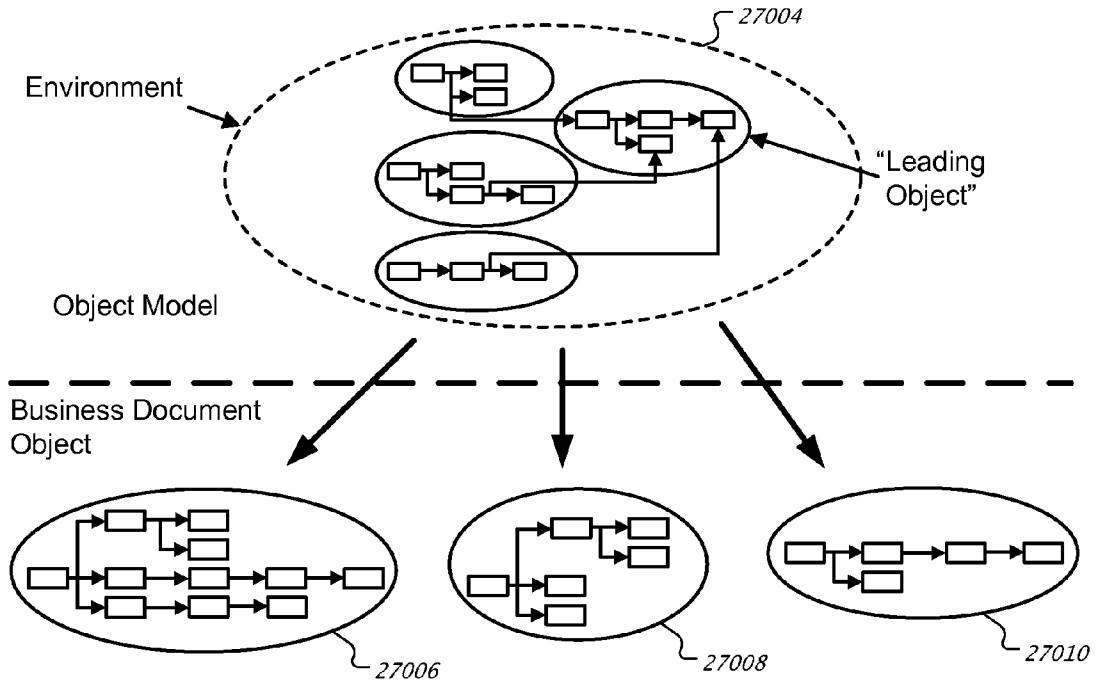 27004
Environment
“Leading
Object”
Object Model
Business Document
Object
27006
27008
27010